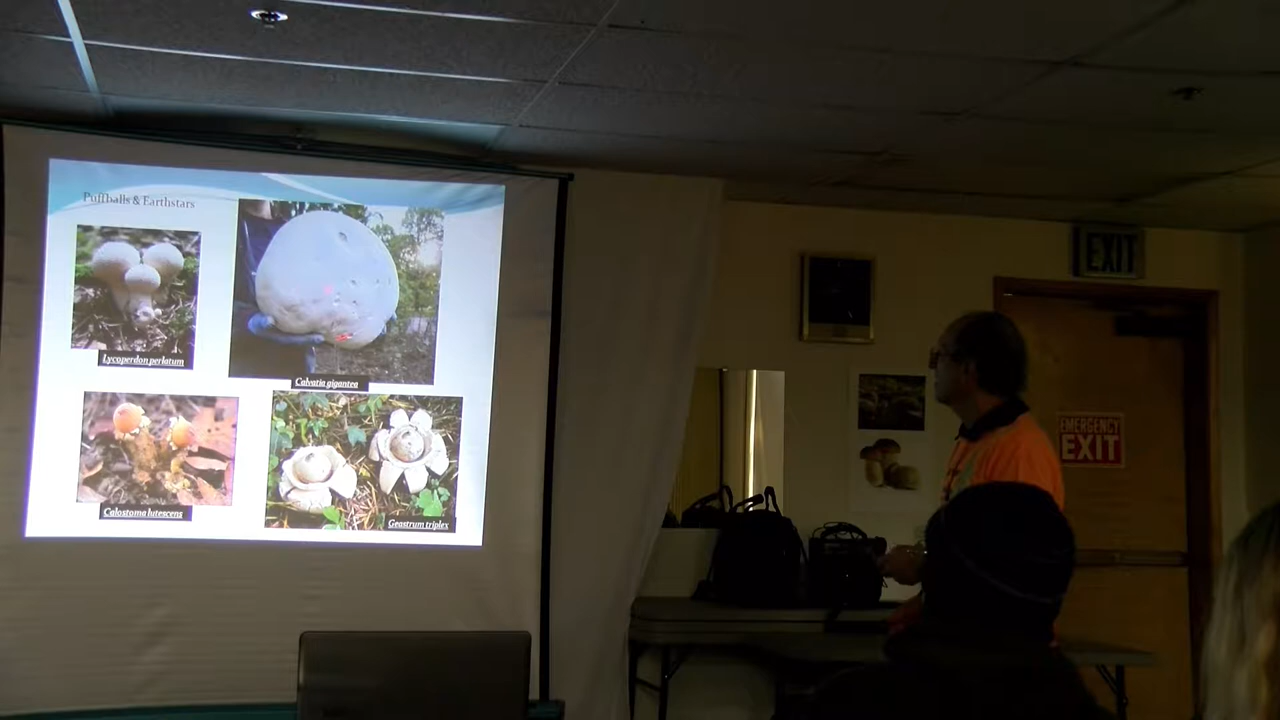 Puffballs & Earthstars
Lycoperdon perlatum
Calvatia gigantea
Calostoma lutescens
Geastrum triplex
EXIT
EMERGENCY
EXIT